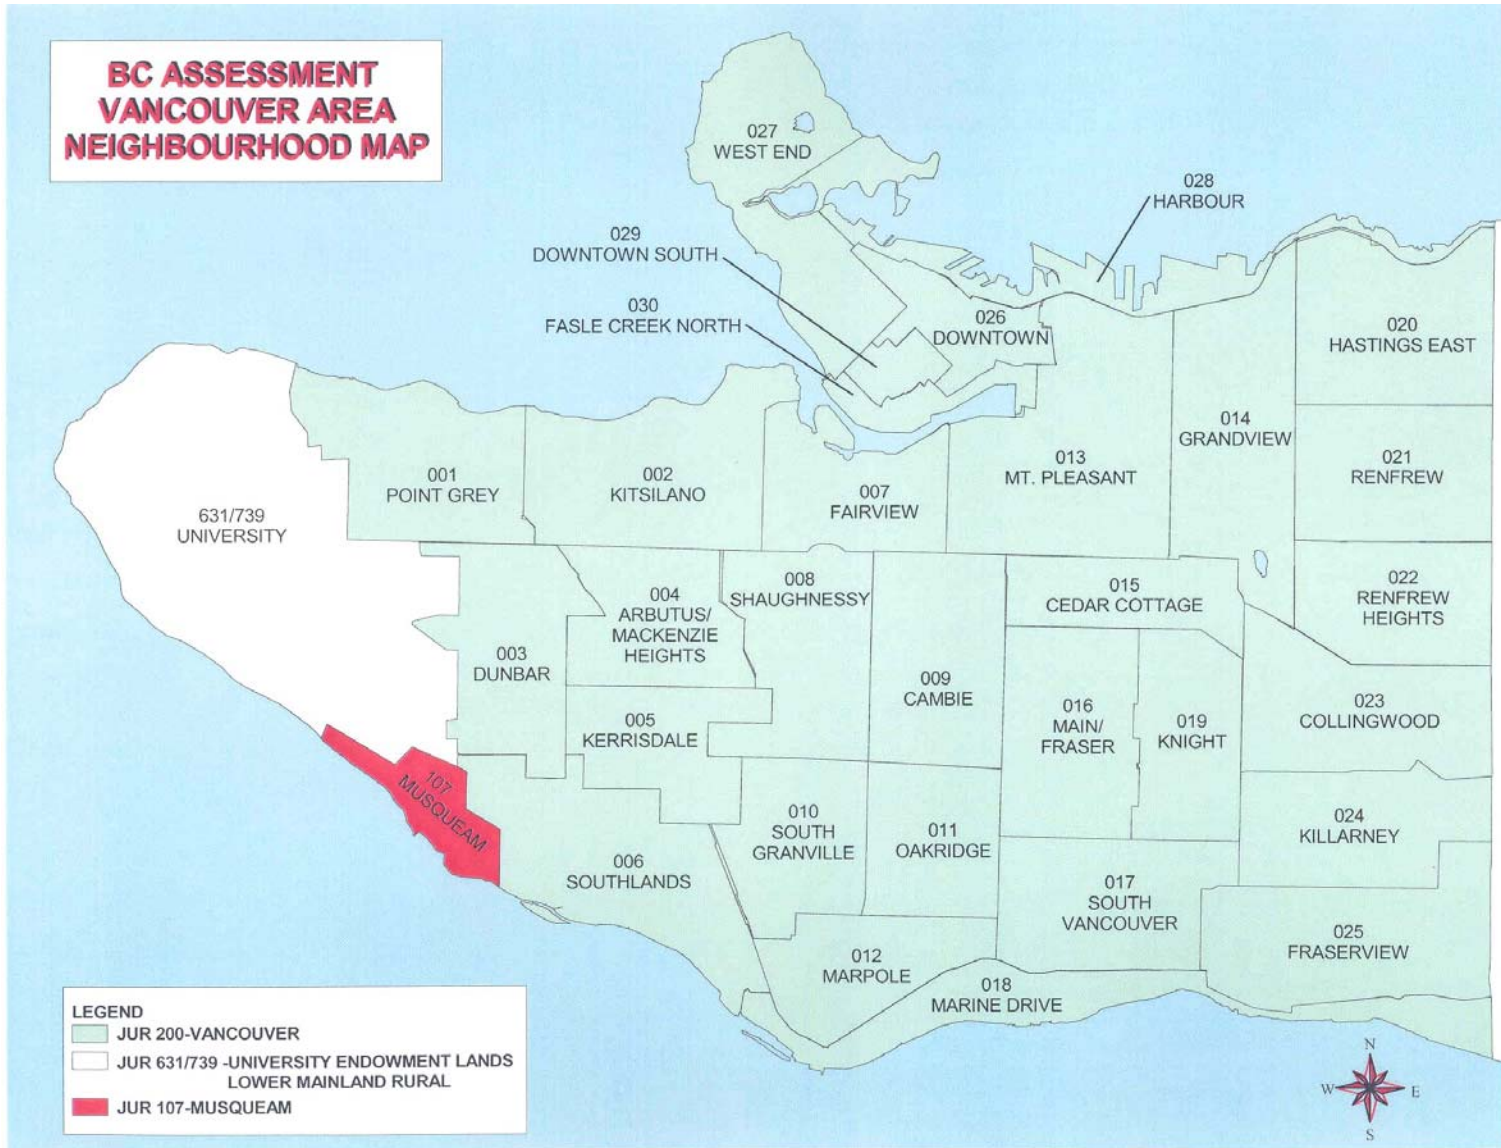 BC ASSESSMENT
VANCOUVER AREA
NEIGHBOURHOOD MAP
027
WEST END
028
HARBOUR
029
DOWNTOWN SOUTH
030
FASLE CREEK NORTH
026
DOWNTOWN
020
HASTINGS EAST
014
GRANDVIEW
001
POINT GREY
002
KITSILANO
007
FAIRVIEW
013
MT. PLEASANT
021
RENFREW
631/739
UNIVERSITY
003
DUNBAR
004
ARBUTUS/
MACKENZIE
HEIGHTS
008
SHAUGHNESSY
015
CEDAR COTTAGE
022
RENFREW
HEIGHTS
005
KERRISDALE
009
CAMBIE
016
MAIN/
FRASER
019
KNIGHT
023
COLLINGWOOD
107
MUSQUEAM
006
SOUTHLANDS
010
SOUTH
GRANVILLE
011
OAKRIDGE
024
KILLARNEY
017
SOUTH
VANCOUVER
025
FRASERVIEW
012
MARPOLE
018
MARINE DRIVE
LEGEND
JUR 200-VANCOUVER
JUR 631/739 -UNIVERSITY ENDOWMENT LANDS
LOWER MAINLAND RURAL
JUR 107-MUSQUEAM
N
W E
S